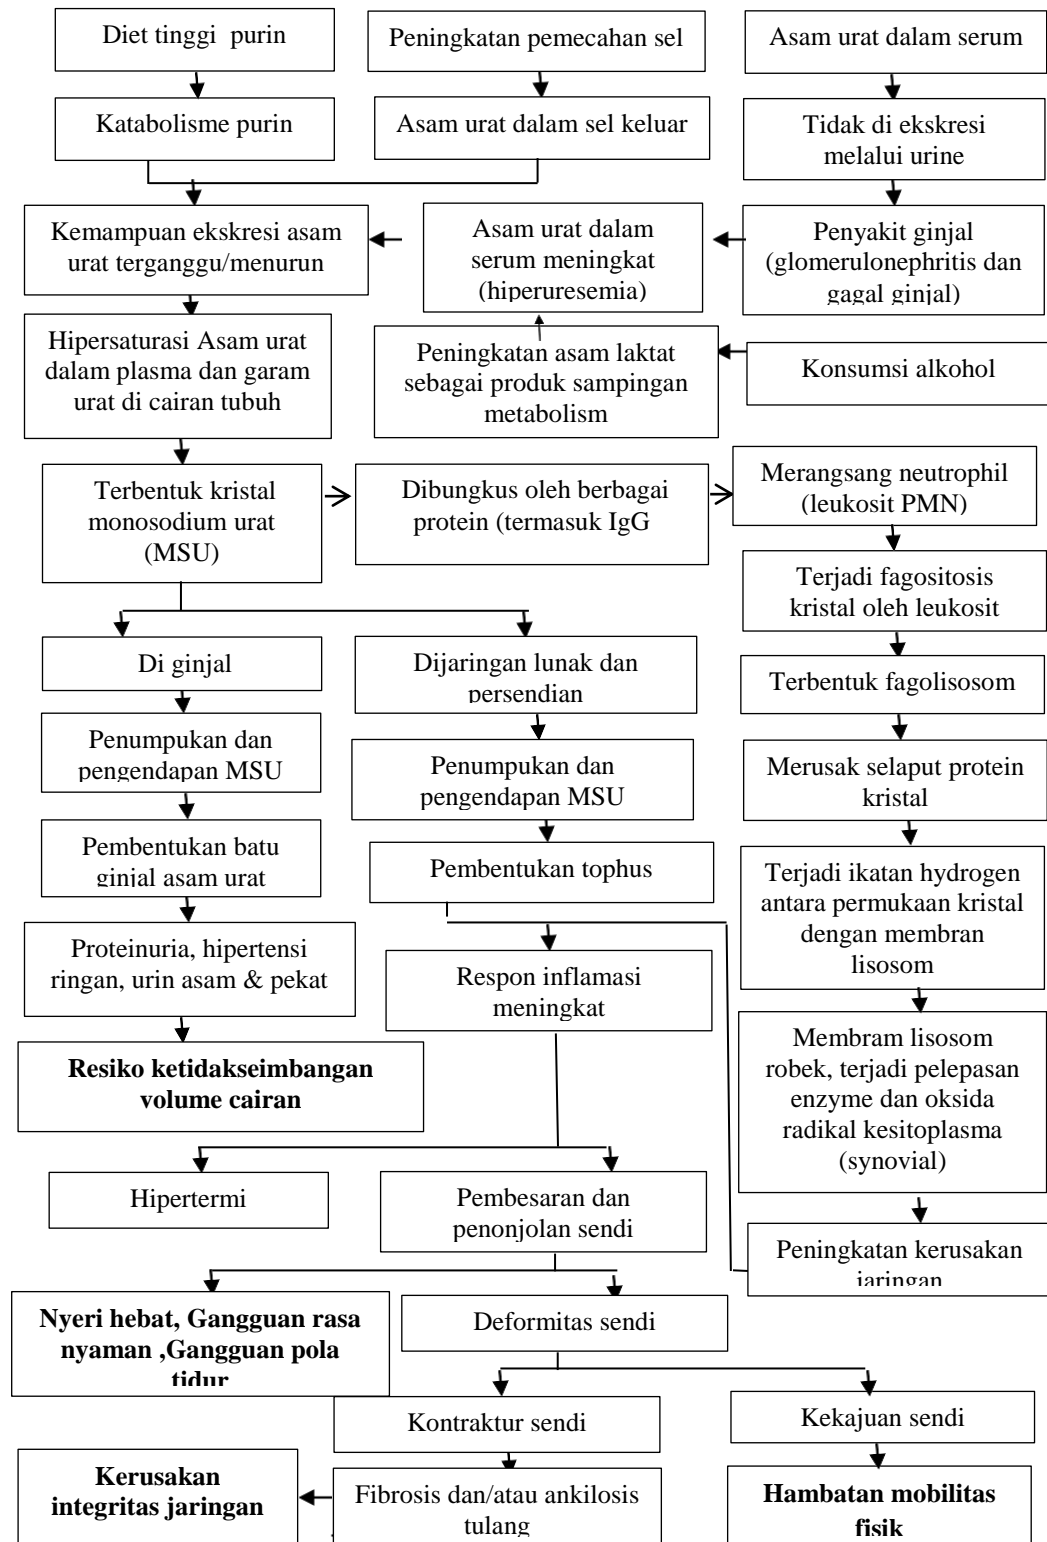 Diet tinggi purin
Peningkatan pemecahan sel
Asam urat dalam serum
Katabolisme purin
Asam urat dalam sel keluar
Tidak di ekskresi
melalui urine
Kemampuan ekskresi asam
urat terganggu/menurun
Asam urat dalam
serum meningkat
(hiperuresemia)
Penyakit ginjal
(glomerulonephritis dan
gagal ginjal)
Hipersaturasi Asam urat
dalam plasma dan garam
urat di cairan tubuh
Peningkatan asam laktat
sebagai produk sampingan
metabolism
Konsumsi alkohol
Terbentuk kristal
monosodium urat
(MSU)
Dibungkus oleh berbagai
protein (termasuk IgG
Merangsang neutrophil
(leukosit PMN)
Terjadi fagositosis
kristal oleh leukosit
Di ginjal
Dijaringan lunak dan
persendian
Terbentuk fagolisosom
Penumpukan dan
pengendapan MSU
Penumpukan dan
pengendapan MSU
Merusak selaput protein
kristal
Pembentukan batu
ginjal asam urat
Pembentukan tophus
Terjadi ikatan hydrogen
antara permukaan kristal
dengan membran
lisosom
Proteinuria, hipertensi
ringan, urin asam & pekat
Respon inflamasi
meningkat
Resiko ketidakseimbangan
volume cairan
Membram lisosom
robek, terjadi pelepasan
enzyme dan oksida
radikal kesitoplasma
(synovial)
Hipertermi
Pembesaran dan
penonjolan sendi
Peningkatan kerusakan
jaringan
Nyeri hebat, Gangguan rasa
nyaman ,Gangguan pola
tidur
Deformitas sendi
Kontraktur sendi
Kekajuan sendi
Kerusakan
integritas jaringan
Fibrosis dan/atau ankilosis
tulang
Hambatan mobilitas
fisik